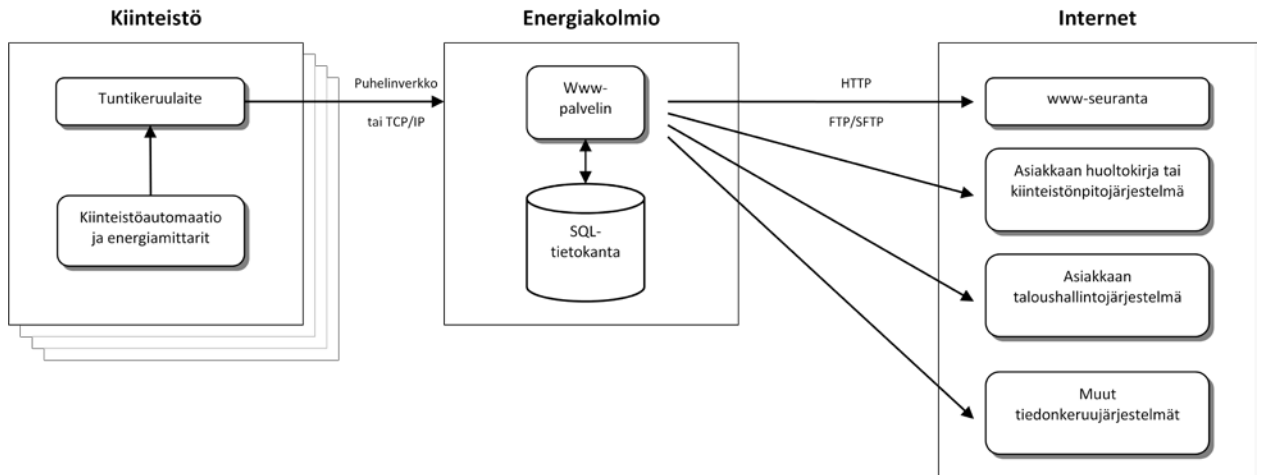 Kiinteistö
Tuntikeruulaite
Kiinteistöautomaatio
ja energiamittarit
Puhelinverkko
tai TCP/IP
Energiakolmio
Www-
palvelin
SQL-
tietokanta
HTTP
FTP/SFTP
Internet
www-seuranta
Asiakkaan huoltokirja tai
kiinteistönpitojärjestelmä
Asiakkaan
taloushallintojärjestelmä
Muut
tiedonkeruujärjestelmät